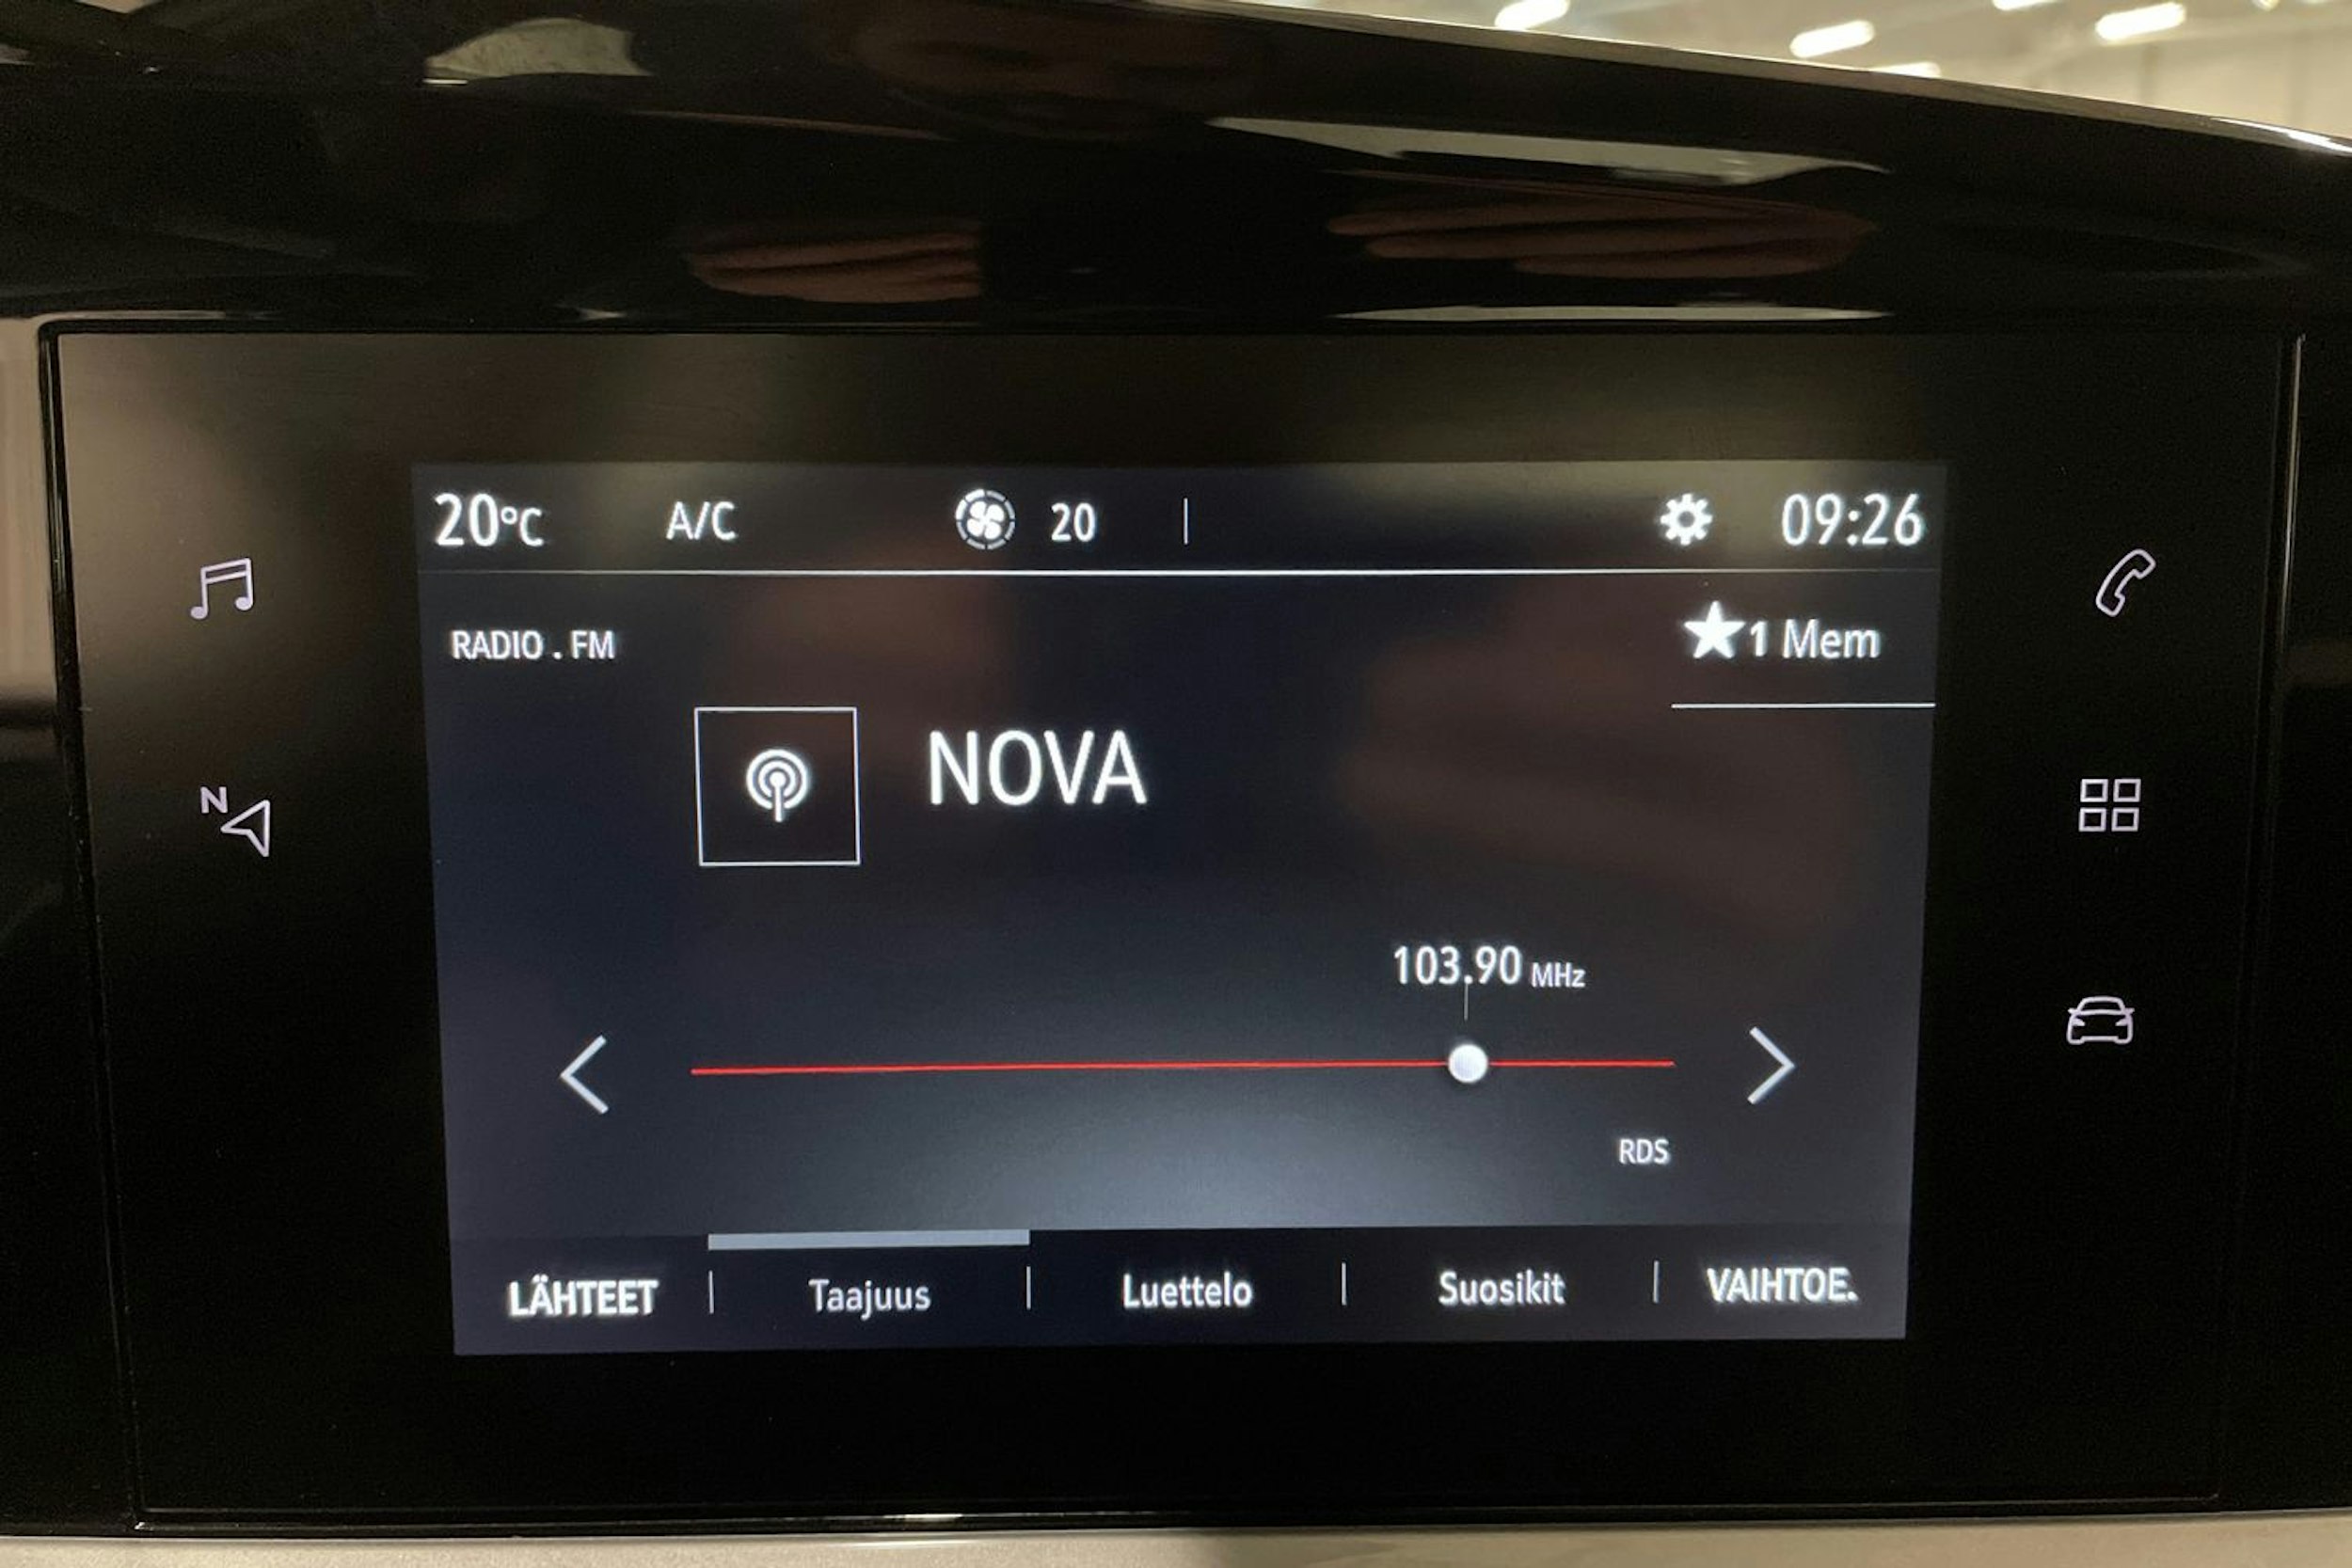 20°C A/C 20 09:26
RADIO . FM
★1 Mem
NOVA
N
103.90 MHz
RDS
LÄHTEET Taajuus Luettelo Suosikit VAIHTOE.